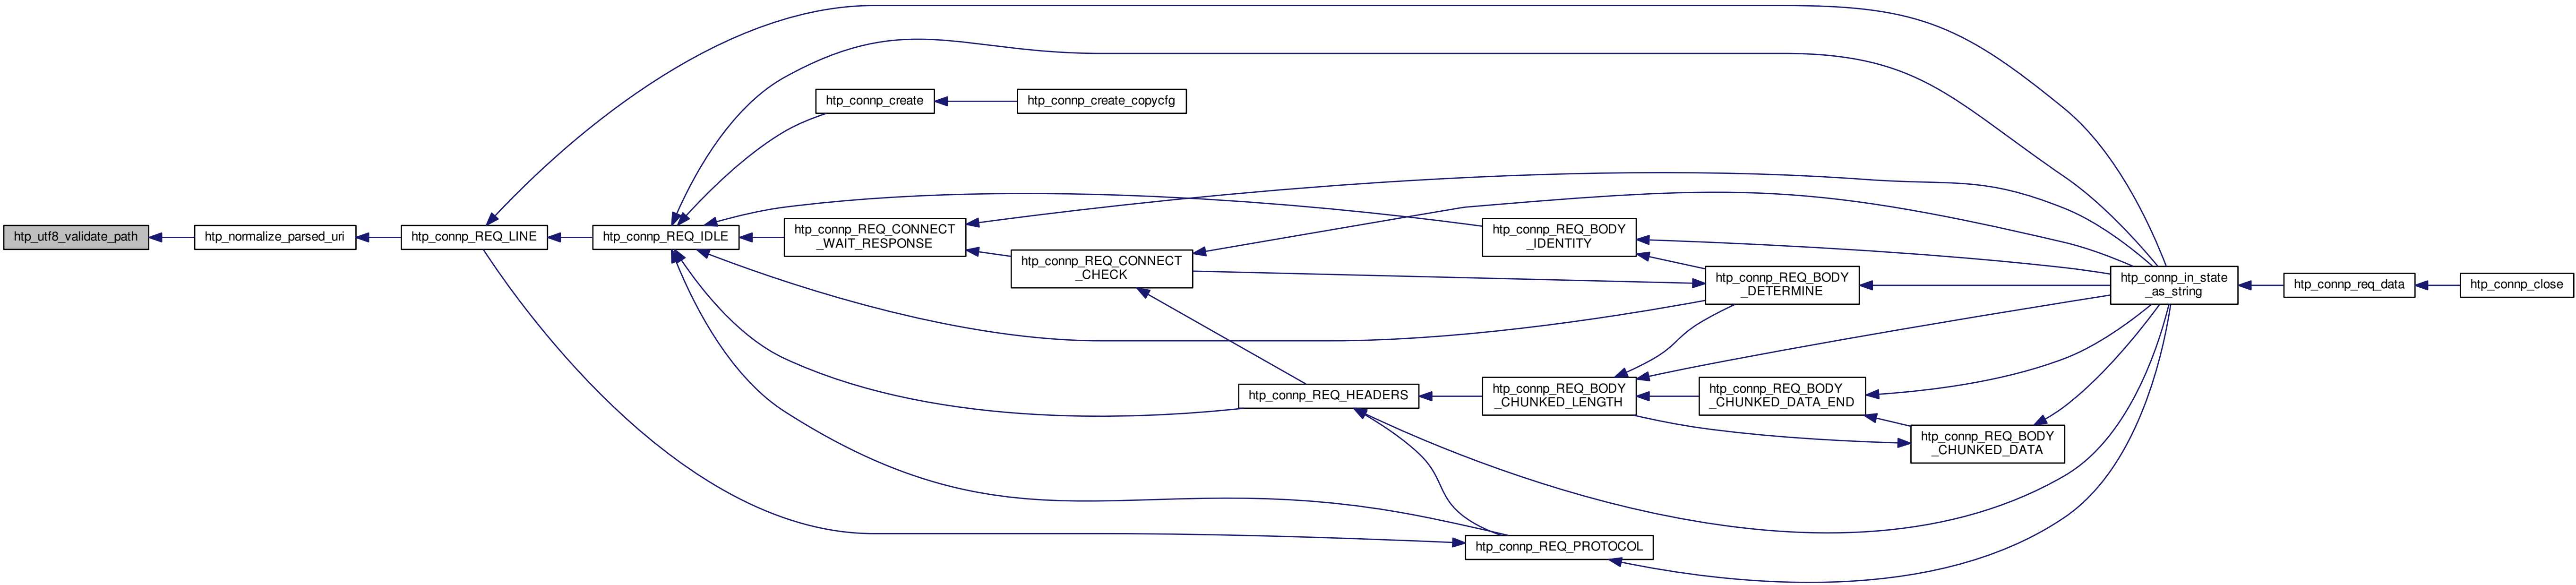 htp_utf8_validate_path
htp_normalize_parsed_uri
htp_connp_REQ_LINE
htp_connp_REQ_IDLE
htp_connp_create
htp_connp_create_copycfg
htp_connp_REQ_CONNECT
_WAIT_RESPONSE
htp_connp_REQ_CONNECT
_CHECK
htp_connp_REQ_HEADERS
htp_connp_REQ_BODY
_IDENTITY
htp_connp_REQ_BODY
_DETERMINE
htp_connp_REQ_BODY
_CHUNKED_LENGTH
htp_connp_REQ_BODY
_CHUNKED_DATA_END
htp_connp_REQ_BODY
_CHUNKED_DATA
htp_connp_REQ_PROTOCOL
htp_connp_in_state
_as_string
htp_connp_req_data
htp_connp_close